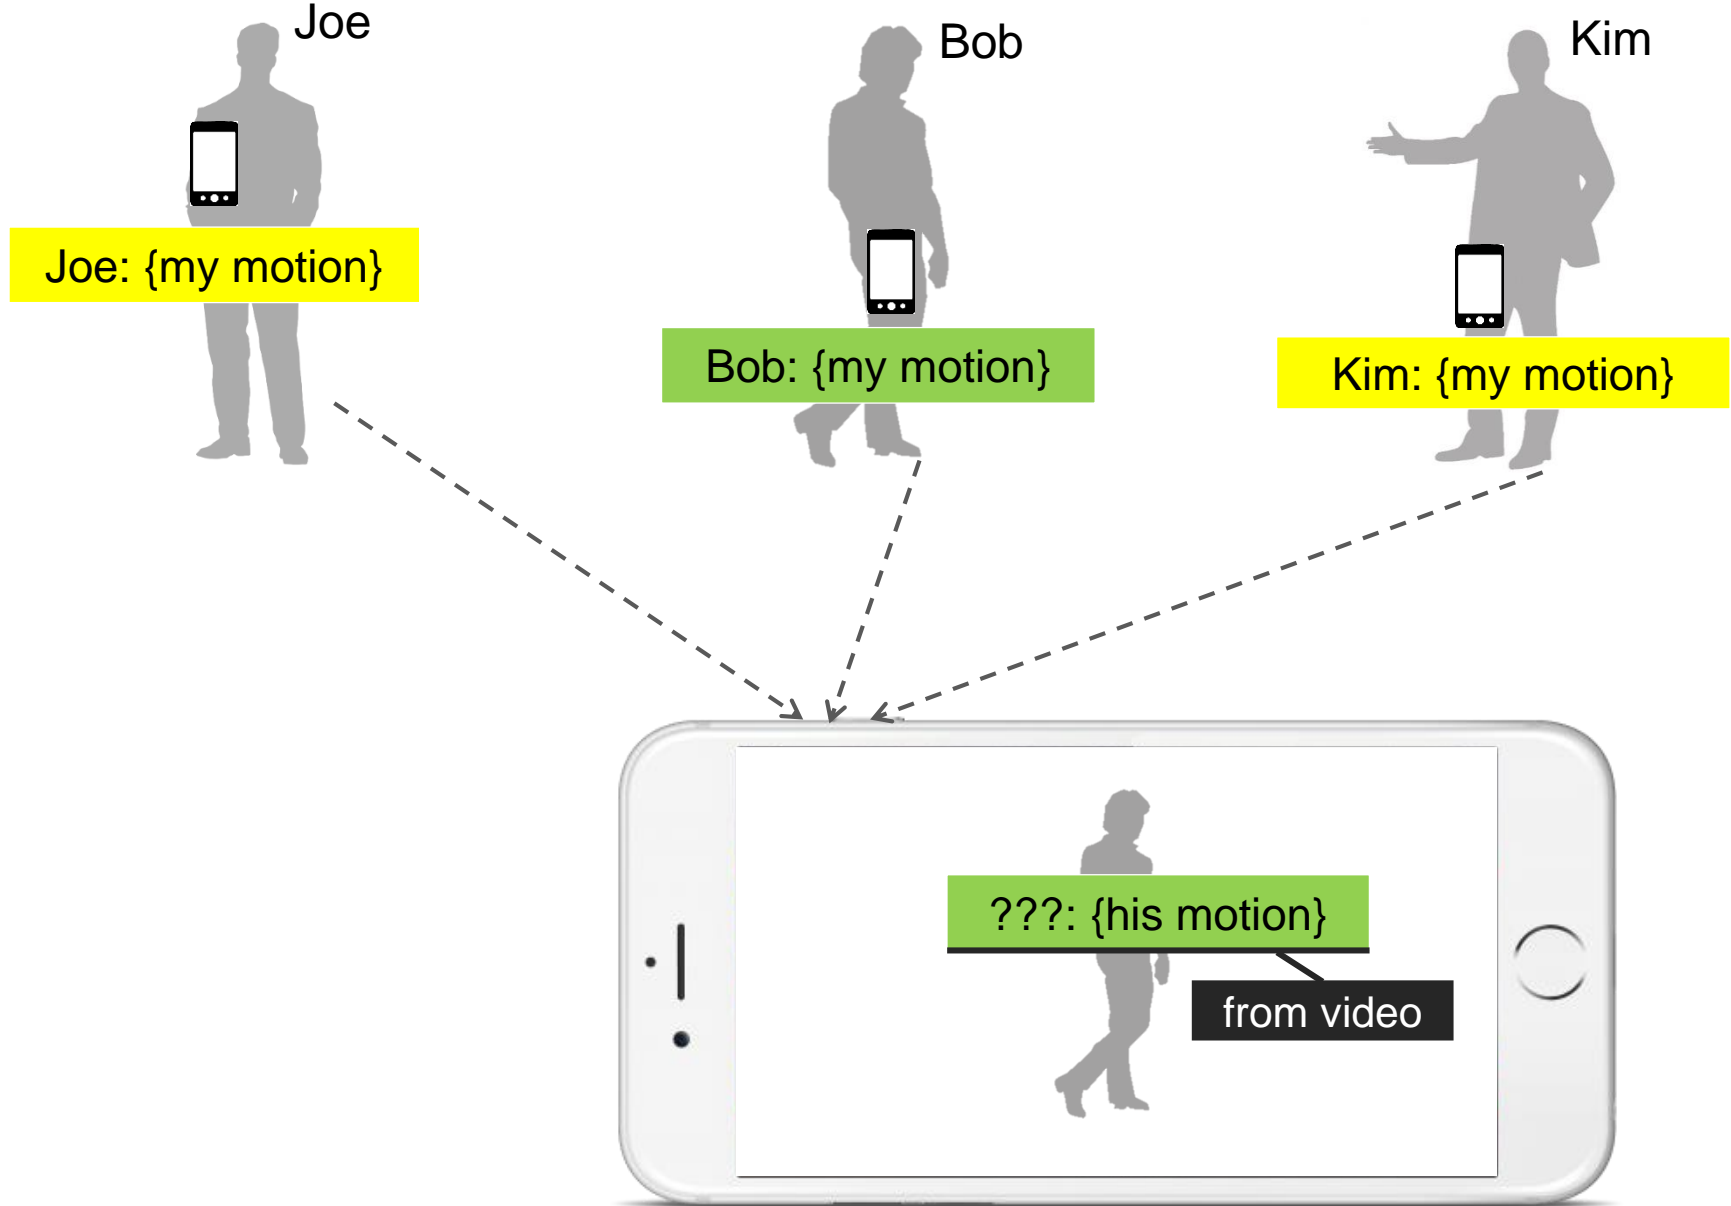 Joe
Bob
Kim
Joe: {my motion}
Bob: {my motion}
Kim: {my motion}
???: {his motion}
from video